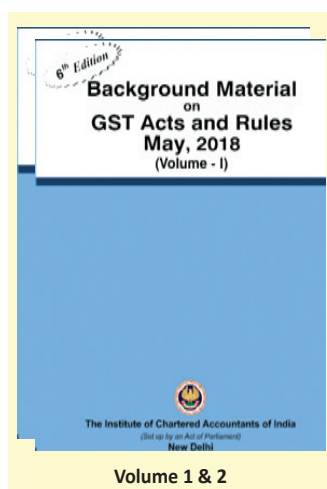 6th Edition
Background Material
on
GST Acts and Rules
May, 2018
(Volume - I)
The Institute of Chartered Accountants of India
(Set up by an Act of Parliament)
New Delhi
Volume 1 & 2